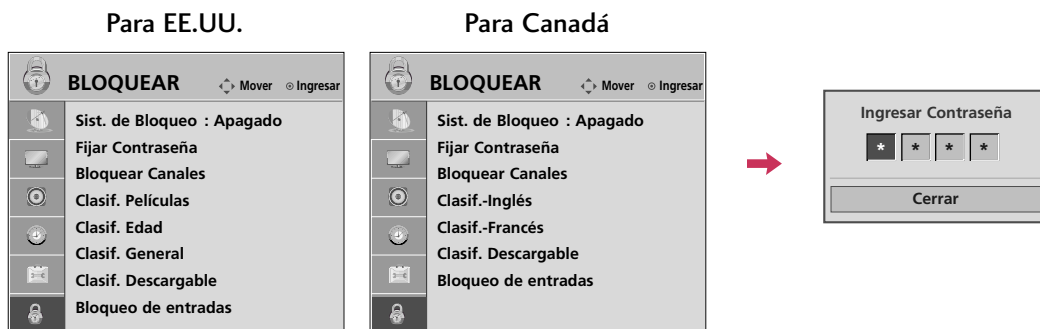 Para EE.UU.
BLOQUEAR Mover Ingresar
Sist. de Bloqueo : Apagado
Fijar Contraseña
Bloquear Canales
Clasif. Películas
Clasif. Edad
Clasif. General
Clasif. Descargable
Bloqueo de entradas
Para Canadá
BLOQUEAR Mover Ingresar
Sist. de Bloqueo : Apagado
Fijar Contraseña
Bloquear Canales
Clasif.-Inglés
Clasif.-Francés
Clasif. Descargable
Bloqueo de entradas
Ingresar Contraseña
* * * *
Cerrar